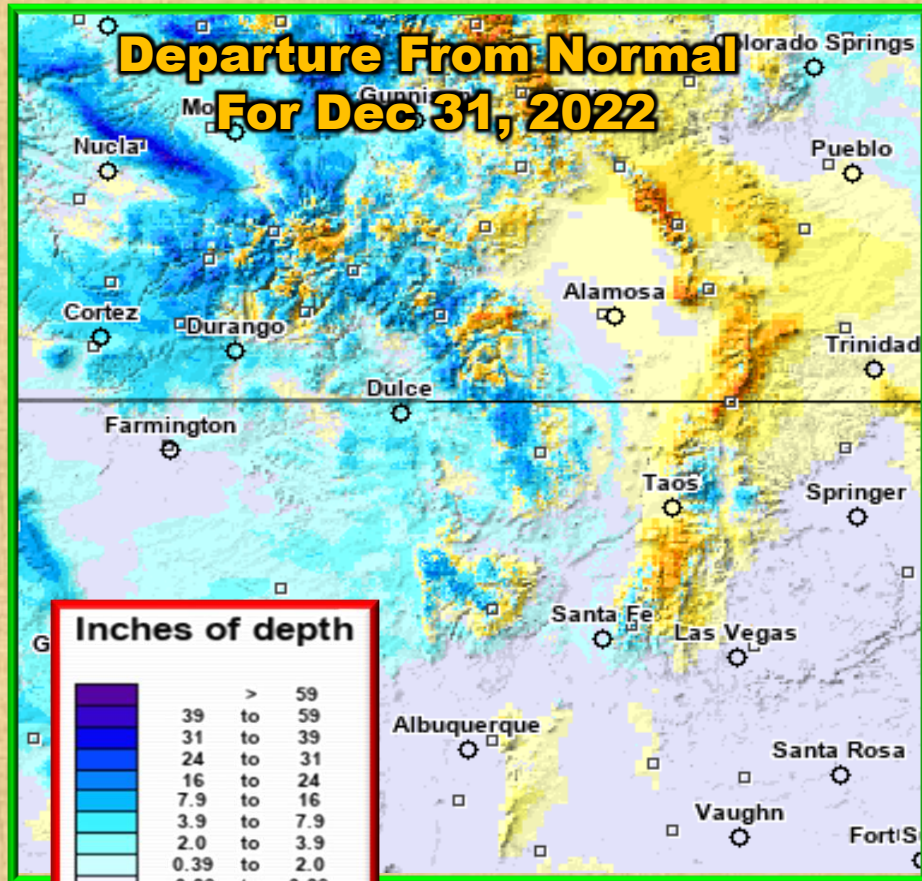 Departure From Normal
For Dec 31, 2022
Colorado Springs
Nucla
Pueblo
Alamosa
Cortez
Durango
Trinidad
Dulce
Farmington
Taos
Springer
Santa Fe
Las Vegas
Albuquerque
Santa Rosa
Vaughn
Fort S
G
Inches of depth
> 59
39 to 59
31 to 39
24 to 31
16 to 24
7.9 to 16
3.9 to 7.9
2.0 to 3.9
0.39 to 2.0